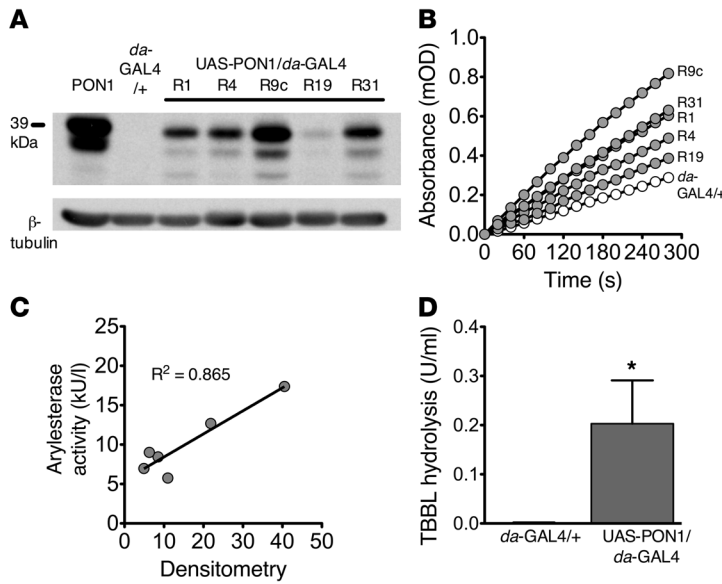 A
da-
GAL4
/+
UAS-PON1/da-GAL4
PON1
R1 R4 R9c R19 R31
39
kDa
β-
tubulin
B
Absorbance (mOD)
1.0
0.8
0.6
0.4
0.2
0.0
0 60 120 180 240 300
Time (s)
R9c
R31
R1
R4
R19
da-
GAL4/+
C
Arylesterase
activity (kU/l)
25
20
15
10
5
0
R² = 0.865
0 10 20 30 40 50
Densitometry
D
TBBL hydrolysis (U/ml)
0.4
0.3
0.2
0.1
0.0
*
da-GAL4/+
UAS-PON1/
da-GAL4